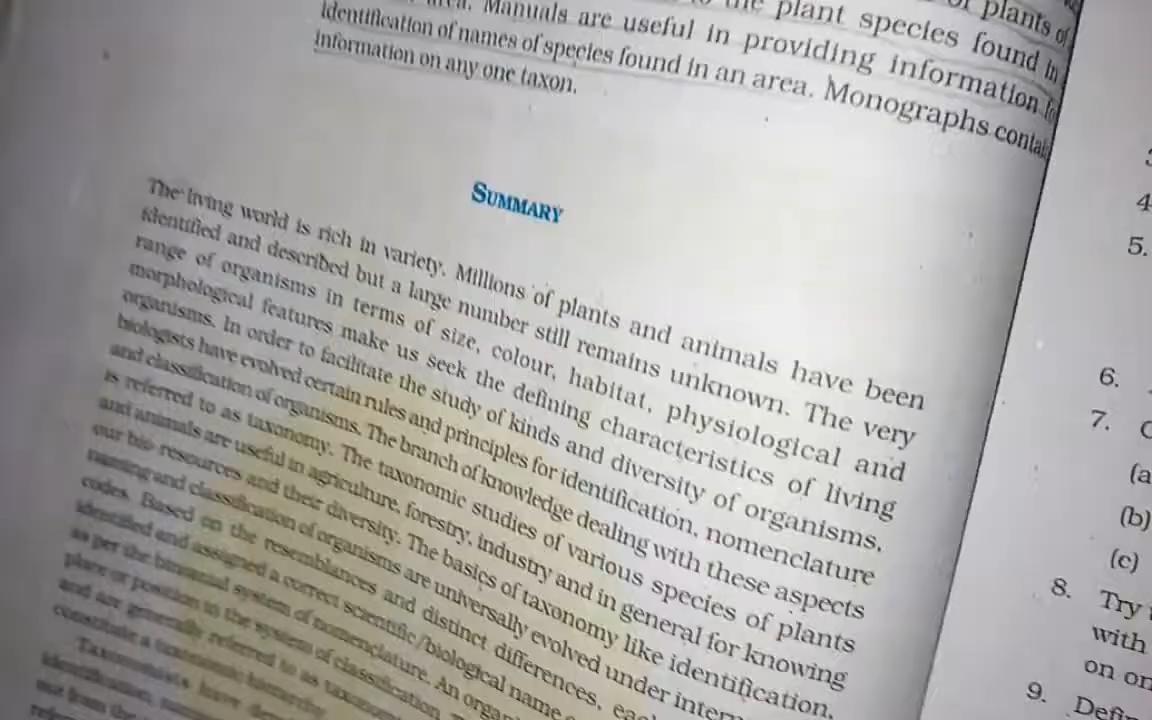 of plants of
to the plant species found in
area. Manuals are useful in providing information
identification of names of species found in an area. Monographs contain
information on any one taxon.
SUMMARY
The living world is rich in variety. Millions of plants and animals have been
identified and described but a large number still remains unknown. The very
range of organisms in terms of size, colour, habitat, physiological and
morphological features make us seek the defining characteristics of living
organisms. In order to facilitate the study of kinds and diversity of organisms,
biologists have evolved certain rules and principles for identification, nomenclature
and classification of organisms. The branch of knowledge dealing with these aspects
is referred to as taxonomy. The taxonomic studies of various species of plants
and animals are useful in agriculture, forestry, industry and in general for knowing
our bio-resources and their diversity. The basics of taxonomy like identification,
naming and classification of organisms are universally evolved under intern
codes. Based on the resemblances and distinct differences, each
identified and assigned a correct scientific/biological name
as per the binomial system of nomenclature. An organ
place or position in the system of classification.
and are generally referred to as taxonom
constitute a taxonomic hierarchy
Taxonomists have
identification,
4
5.
6.
7.
(a
(b)
(c)
8. Try
with
on on
9. Defin